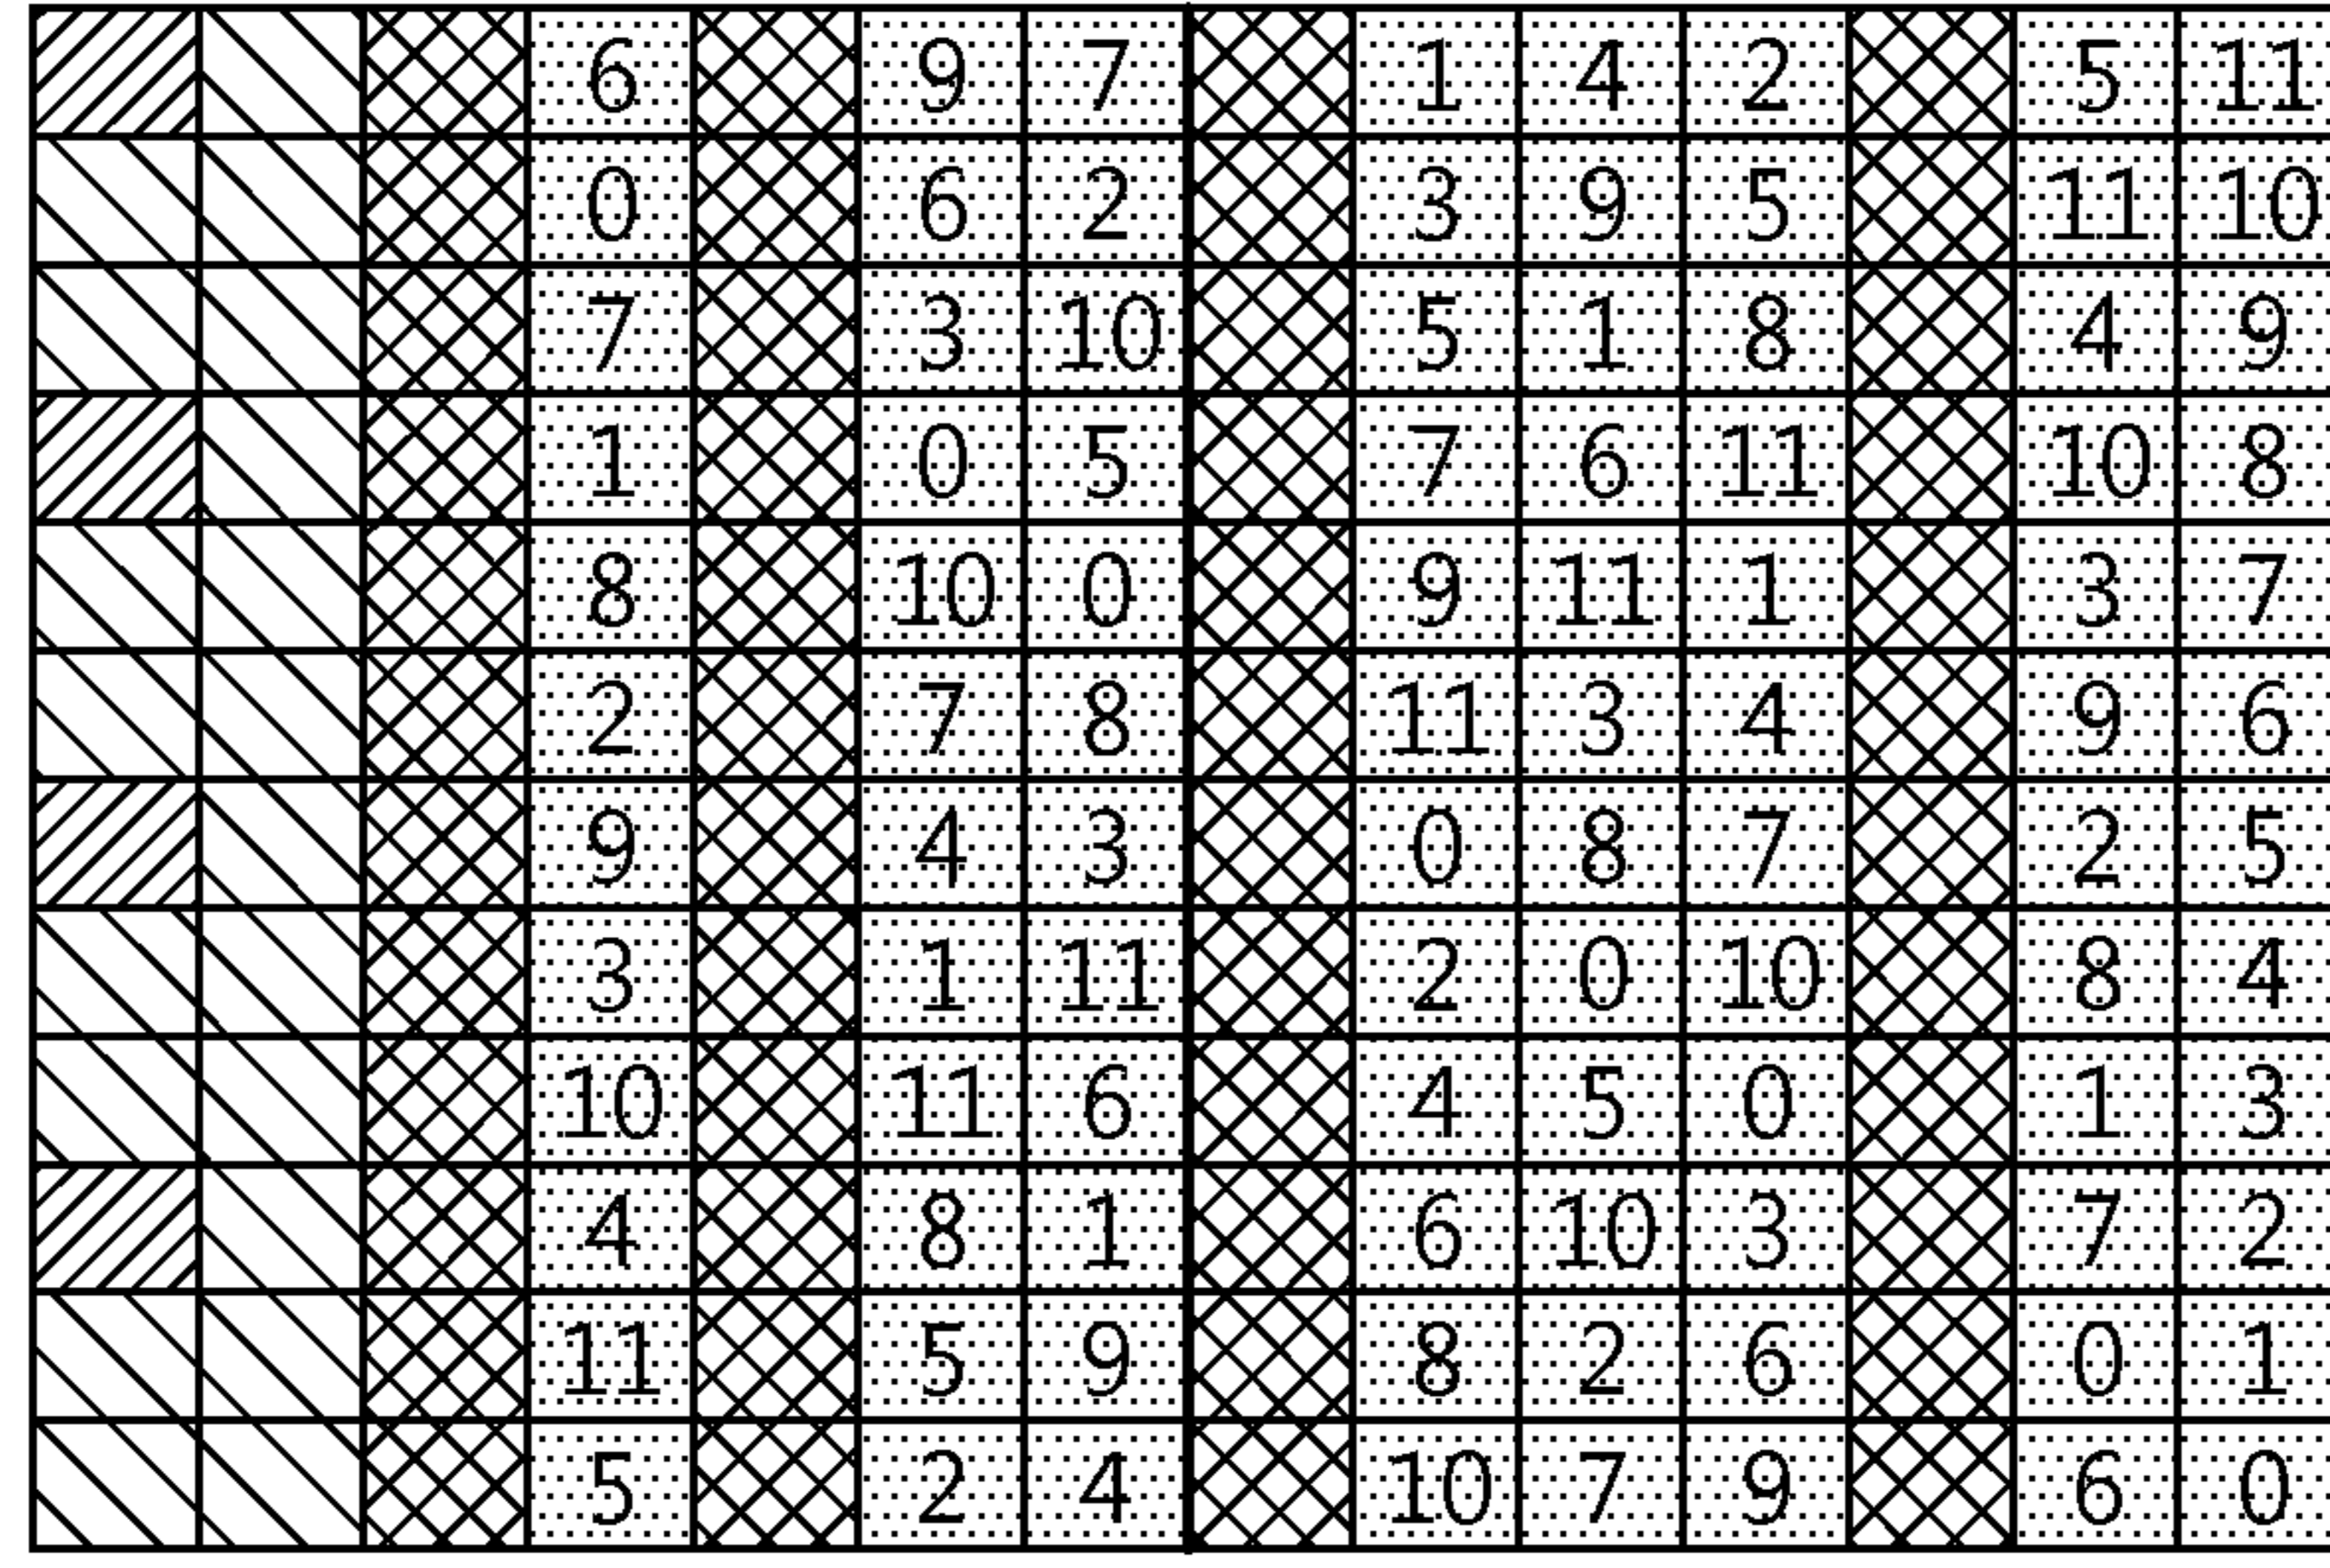 6 9 7 1 4 2 5 11
0 6 2 3 9 5 11 10
7 3 10 5 1 8 4 9
1 0 5 7 6 11 10 8
8 10 0 9 11 1 3 7
2 7 8 11 3 4 9 6
9 4 3 0 8 7 2 5
3 1 11 2 0 10 8 4
10 11 6 4 5 0 1 3
4 8 1 6 10 3 7 2
11 5 9 8 2 6 0 1
5 2 4 10 7 9 6 0